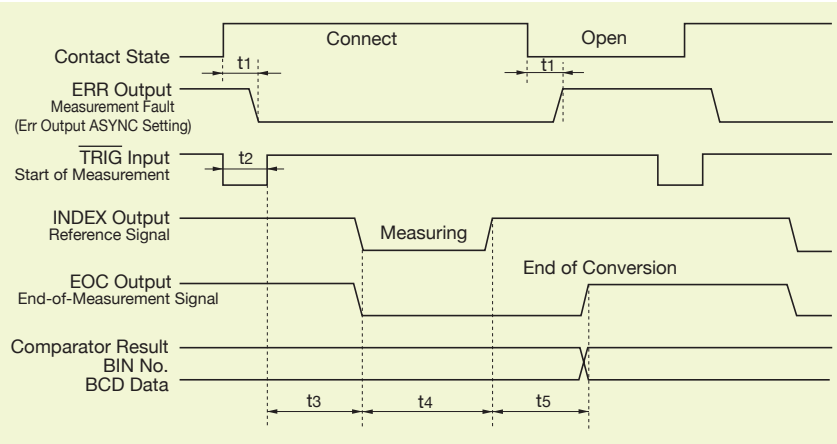 Connect
Open
Contact State
t1
t1
ERR Output
Measurement Fault
(Err Output ASYNC Setting)
TRIG Input
t2
Start of Measurement
INDEX Output
Reference Signal
Measuring
End of Conversion
EOC Output
End-of-Measurement Signal
Comparator Result
BIN No.
BCD Data
t3
t4
t5